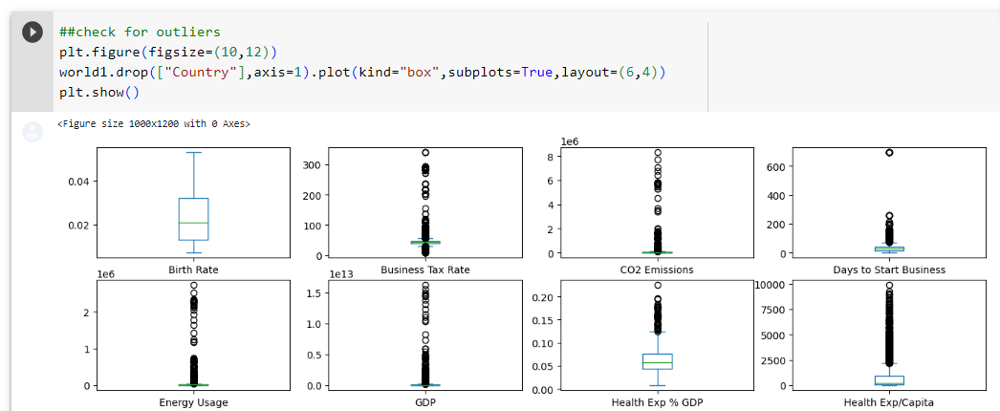 ##check for outliers
plt.figure(figsize=(10,12))
world1.drop(["Country"],axis=1).plot(kind="box",subplots=True,layout=(6,4))
plt.show()
<Figure size 1000x1200 with 0 Axes>
0.04
0.02
Birth Rate
300
200
100
0
Business Tax Rate
1e6
8
6
4
2
0
CO2 Emissions
600
400
200
0
Days to Start Business
1e6
2
1
0
Energy Usage
1e13
1.5
1.0
0.5
0.0
GDP
0.20
0.15
0.10
0.05
0.00
Health Exp % GDP
10000
7500
5000
2500
0
Health Exp/Capita